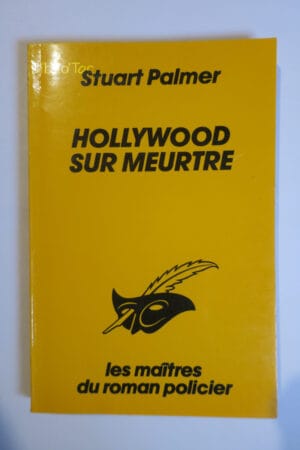 Stuart Palmer
HOLLYWOOD
SUR MEURTRE
les maîtres
du roman policier